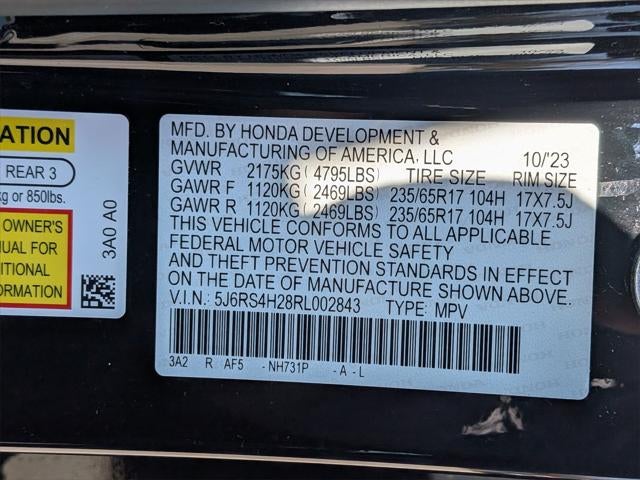 ATION
REAR 3
kg or 850lbs.
OWNER'S
NUAL FOR
DITIONAL
FORMATION
3A0 A0
MFD. BY HONDA DEVELOPMENT &
MANUFACTURING OF AMERICA, LLC 10/'23
GVWR 2175KG( 4795LBS) TIRE SIZE RIM SIZE
GAWR F 1120KG( 2469LBS) 235/65R17 104H 17X7.5J
GAWR R 1120KG( 2469LBS) 235/65R17 104H 17X7.5J
THIS VEHICLE CONFORMS TO ALL APPLICABLE
FEDERAL MOTOR VEHICLE SAFETY
AND THEFT PREVENTION STANDARDS IN EFFECT
ON THE DATE OF MANUFACTURE SHOWN ABOVE.
V.I.N.: 5J6RS4H28RL002843 TYPE: MPV
3A2 R AF5 -NH731P -A-L